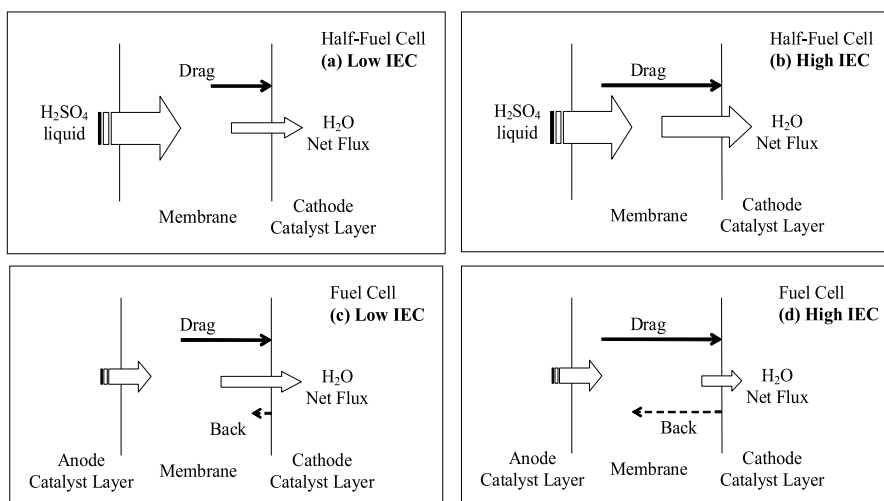 Half-Fuel Cell
(a) Low IEC
Drag
H₂SO₄
liquid
H₂O
Net Flux
Membrane
Cathode
Catalyst Layer
Half-Fuel Cell
(b) High IEC
Drag
H₂SO₄
liquid
H₂O
Net Flux
Membrane
Cathode
Catalyst Layer
Fuel Cell
(c) Low IEC
Drag
H₂O
Net Flux
Back
Anode
Catalyst Layer
Membrane
Cathode
Catalyst Layer
Fuel Cell
(d) High IEC
Drag
H₂O
Net Flux
Back
Anode
Catalyst Layer
Membrane
Cathode
Catalyst Layer